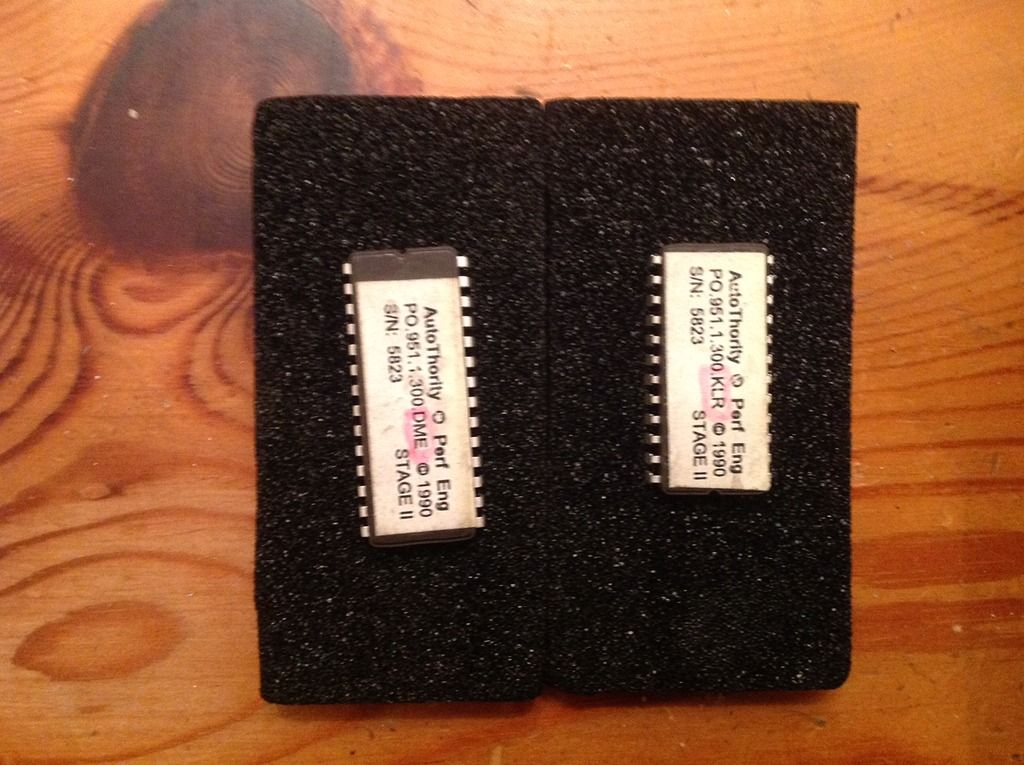 AutoThority © Perf Eng
PO.951.1.300.DME © 1990
S/N: 5823 STAGE II
AutoThority © Perf Eng
PO.951.1.300.KLR © 1990
S/N: 5823 STAGE II